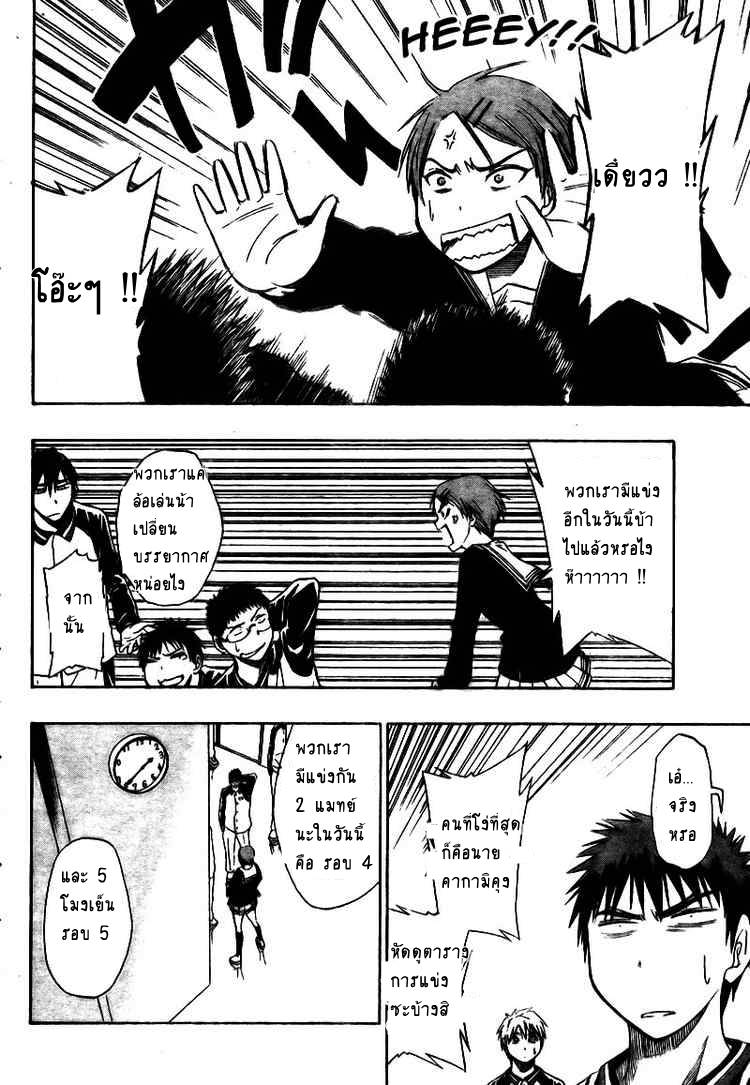 HEEEY!!!
เดี๋ยวว !!
โอ๊ะๆ !!
พวกเรามีแข่ง
อีกในวันนี้บ้า
ไปแล้วหรอไง
ห๊าาาาาา !!
พวกเราแค่
ล้อเล่นน้า
เปลี่ยน
บรรยากาศ
หน่อยไง
จาก
นั้น
เอ๋...
จริง
หรอ
คนที่โง่ที่สุด
ก็คือนาย
คากามิคุง
หัดดูตาราง
การแข่ง
ซะบ้างสิ
พวกเรา
มีแข่งกัน
2 แมทย์
นะในวันนี้
คือ รอบ 4
และ 5
โมงเย็น
รอบ 5